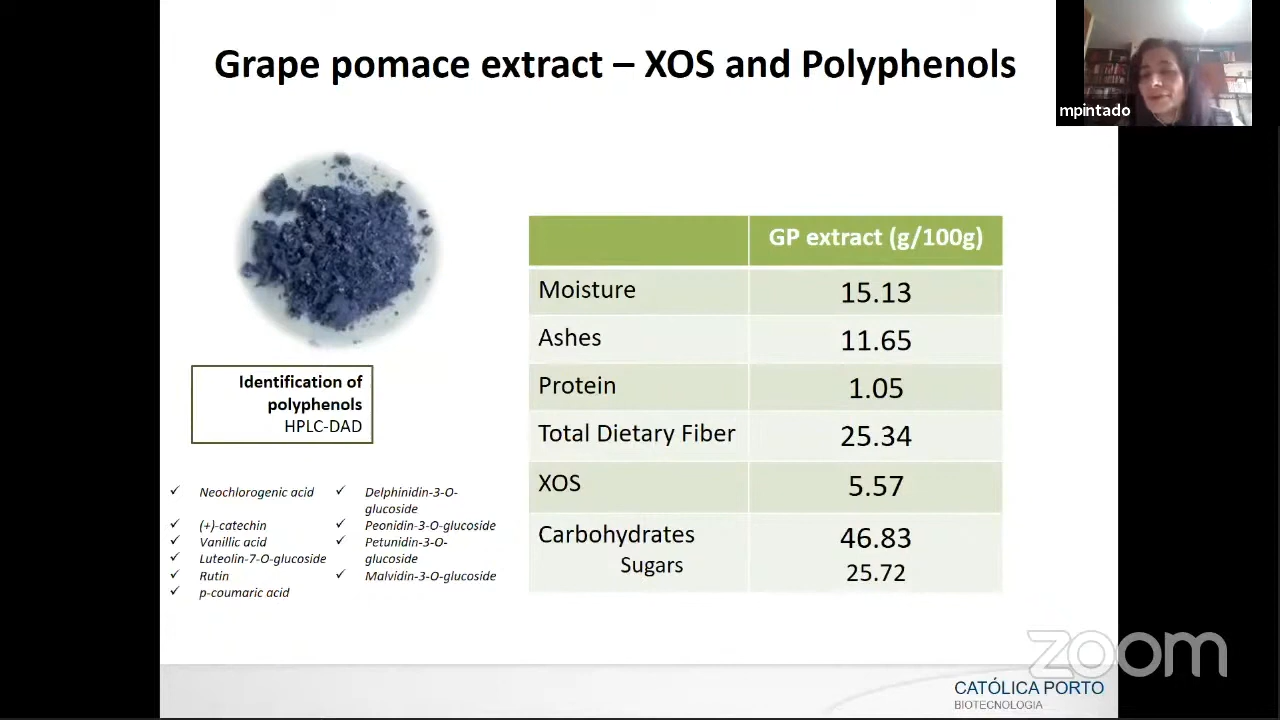 Grape pomace extract – XOS and Polyphenols
mpintado
GP extract (g/100g)
Moisture 15.13
Ashes 11.65
Protein 1.05
Total Dietary Fiber 25.34
XOS 5.57
Carbohydrates 46.83
Sugars 25.72
Identification of
polyphenols
HPLC-DAD
✓ Neochlorogenic acid
✓ (+)-catechin
✓ Vanillic acid
✓ Luteolin-7-O-glucoside
✓ Rutin
✓ p-coumaric acid
✓ Delphinidin-3-O-
glucoside
✓ Peonidin-3-O-glucoside
✓ Petunidin-3-O-
glucoside
✓ Malvidin-3-O-glucoside
zoom
CATÓLICA PORTO
BIOTECNOLOGIA